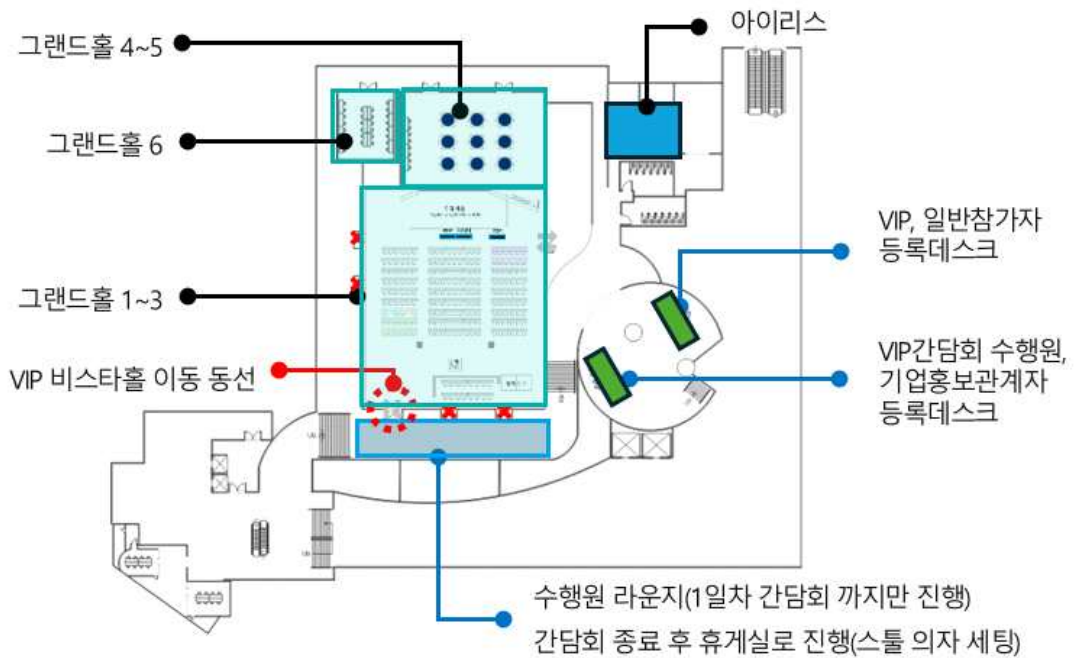 아이리스
그랜드홀 4~5
그랜드홀 6
VIP, 일반참가자
등록데스크
그랜드홀 1~3
VIP간담회 수행원,
기업홍보관계자
등록데스크
VIP 비스타홀 이동 동선
수행원 라운지(1일차 간담회 까지만 진행)
간담회 종료 후 휴게실로 진행(스툴 의자 세팅)